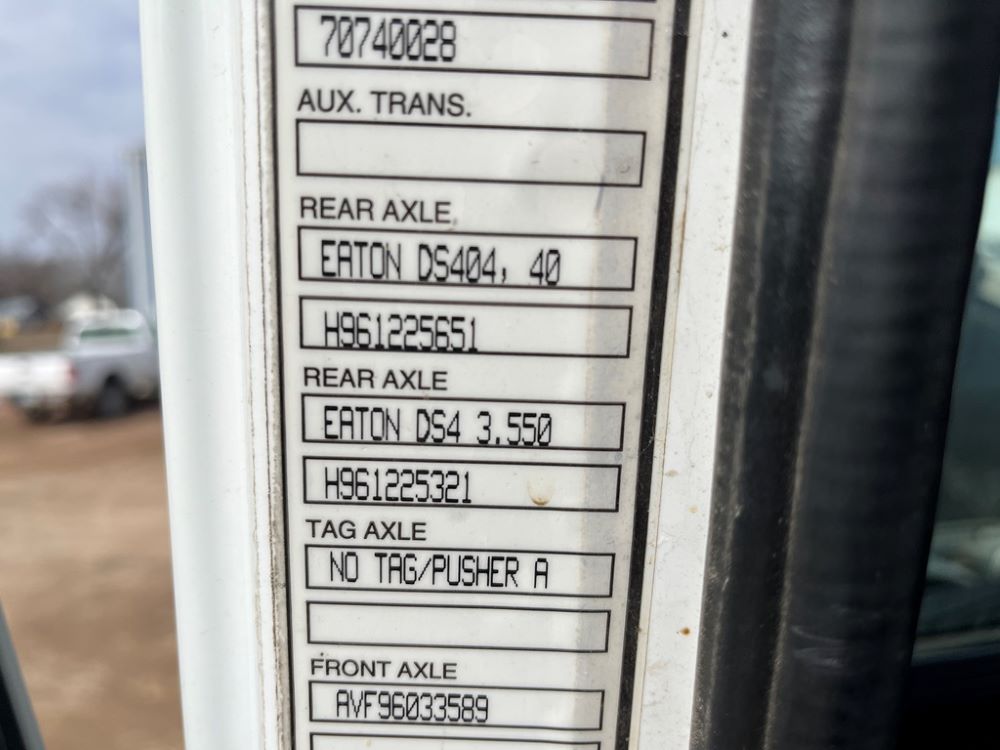 70740028
AUX. TRANS.
REAR AXLE
EATON DS404, 40
H961225651
REAR AXLE
EATON DS4 3.550
H961225321
TAG AXLE
NO TAG/PUSHER A
FRONT AXLE
AVF96033589